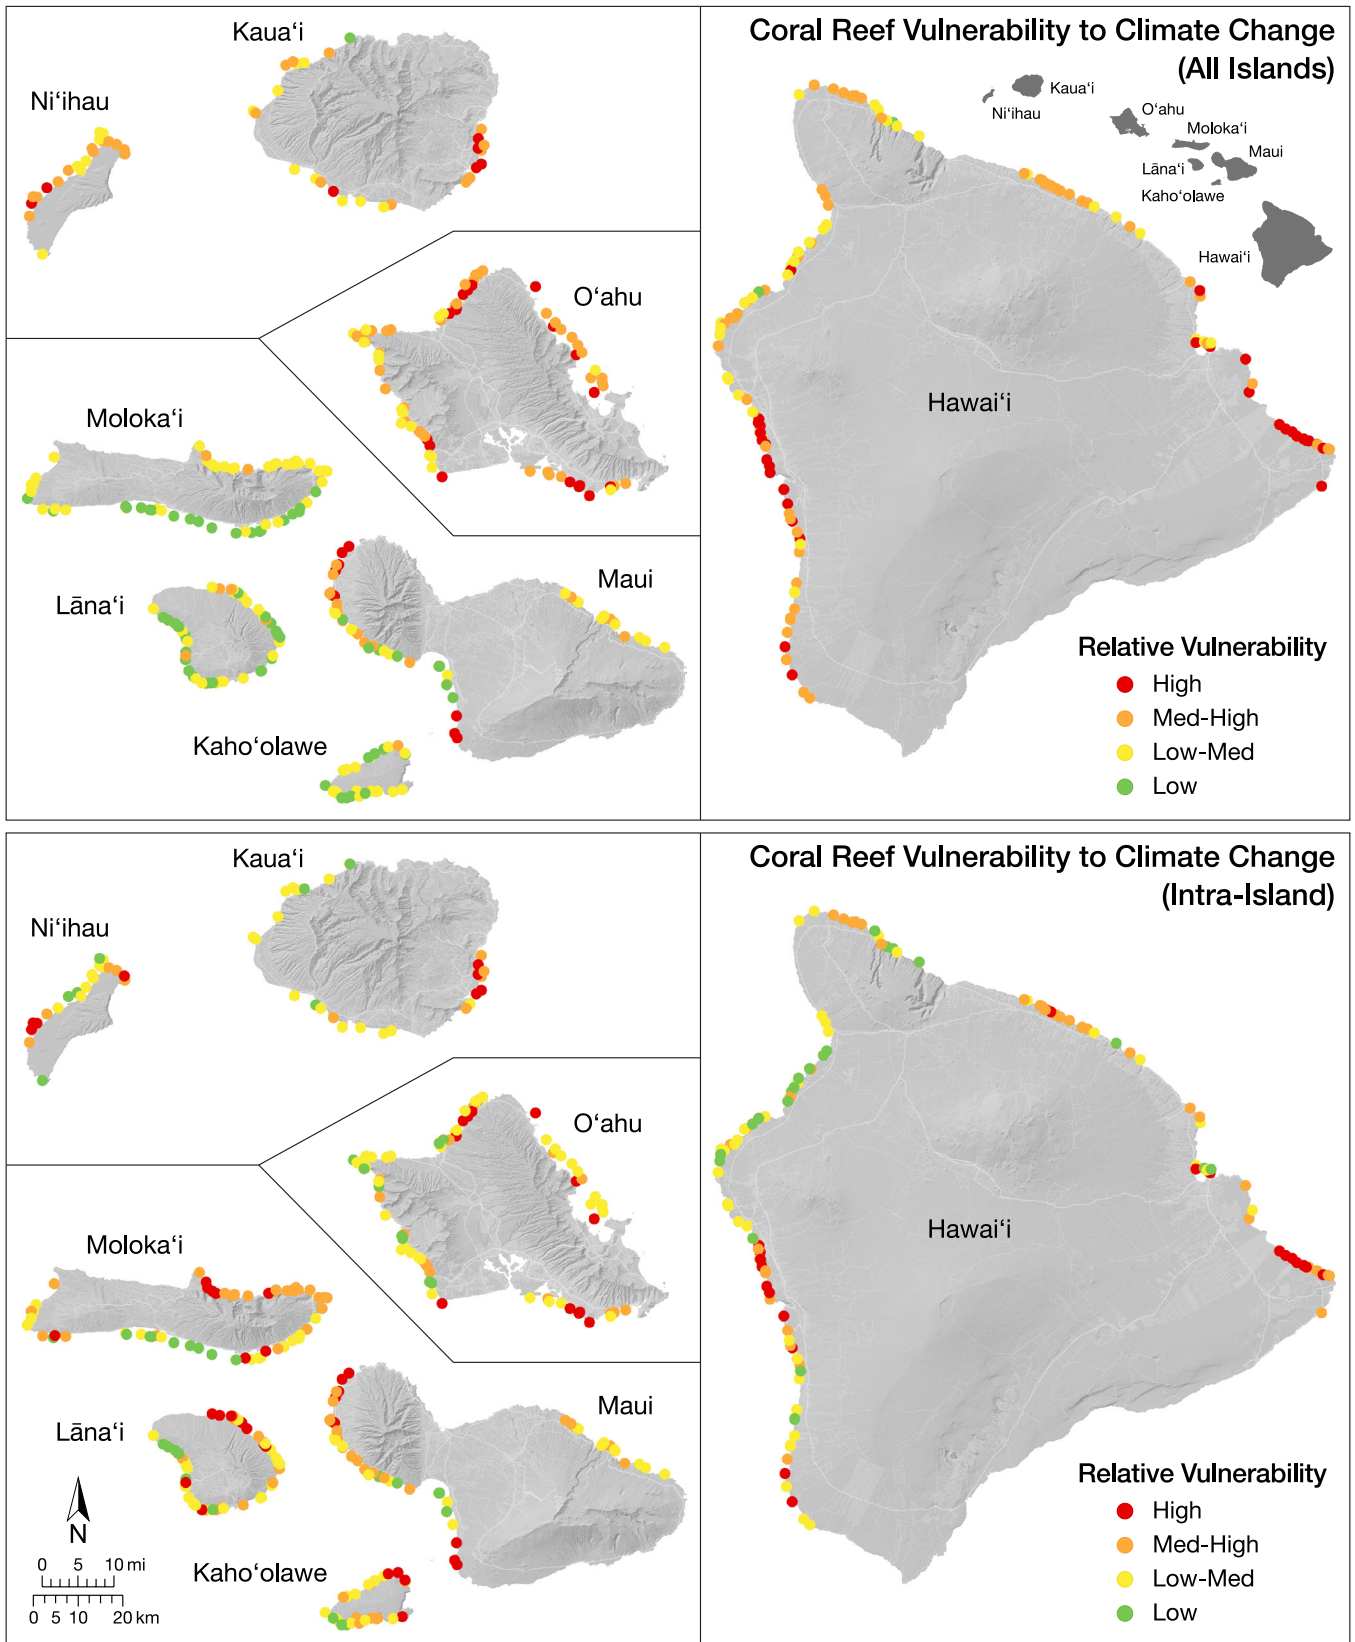 Coral Reef Vulnerability to Climate Change
(All Islands)
Kauaʻi
Niʻihau
Oʻahu
Molokaʻi
Maui
Lānaʻi
Kahoʻolawe
Hawaiʻi
Kauaʻi
Niʻihau
Oʻahu
Molokaʻi
Lānaʻi
Maui
Kahoʻolawe
Hawaiʻi
Relative Vulnerability
High
Med-High
Low-Med
Low
Coral Reef Vulnerability to Climate Change
(Intra-Island)
Kauaʻi
Niʻihau
Oʻahu
Molokaʻi
Lānaʻi
Maui
Kahoʻolawe
Hawaiʻi
N
0 5 10 mi
0 5 10 20 km
Relative Vulnerability
High
Med-High
Low-Med
Low